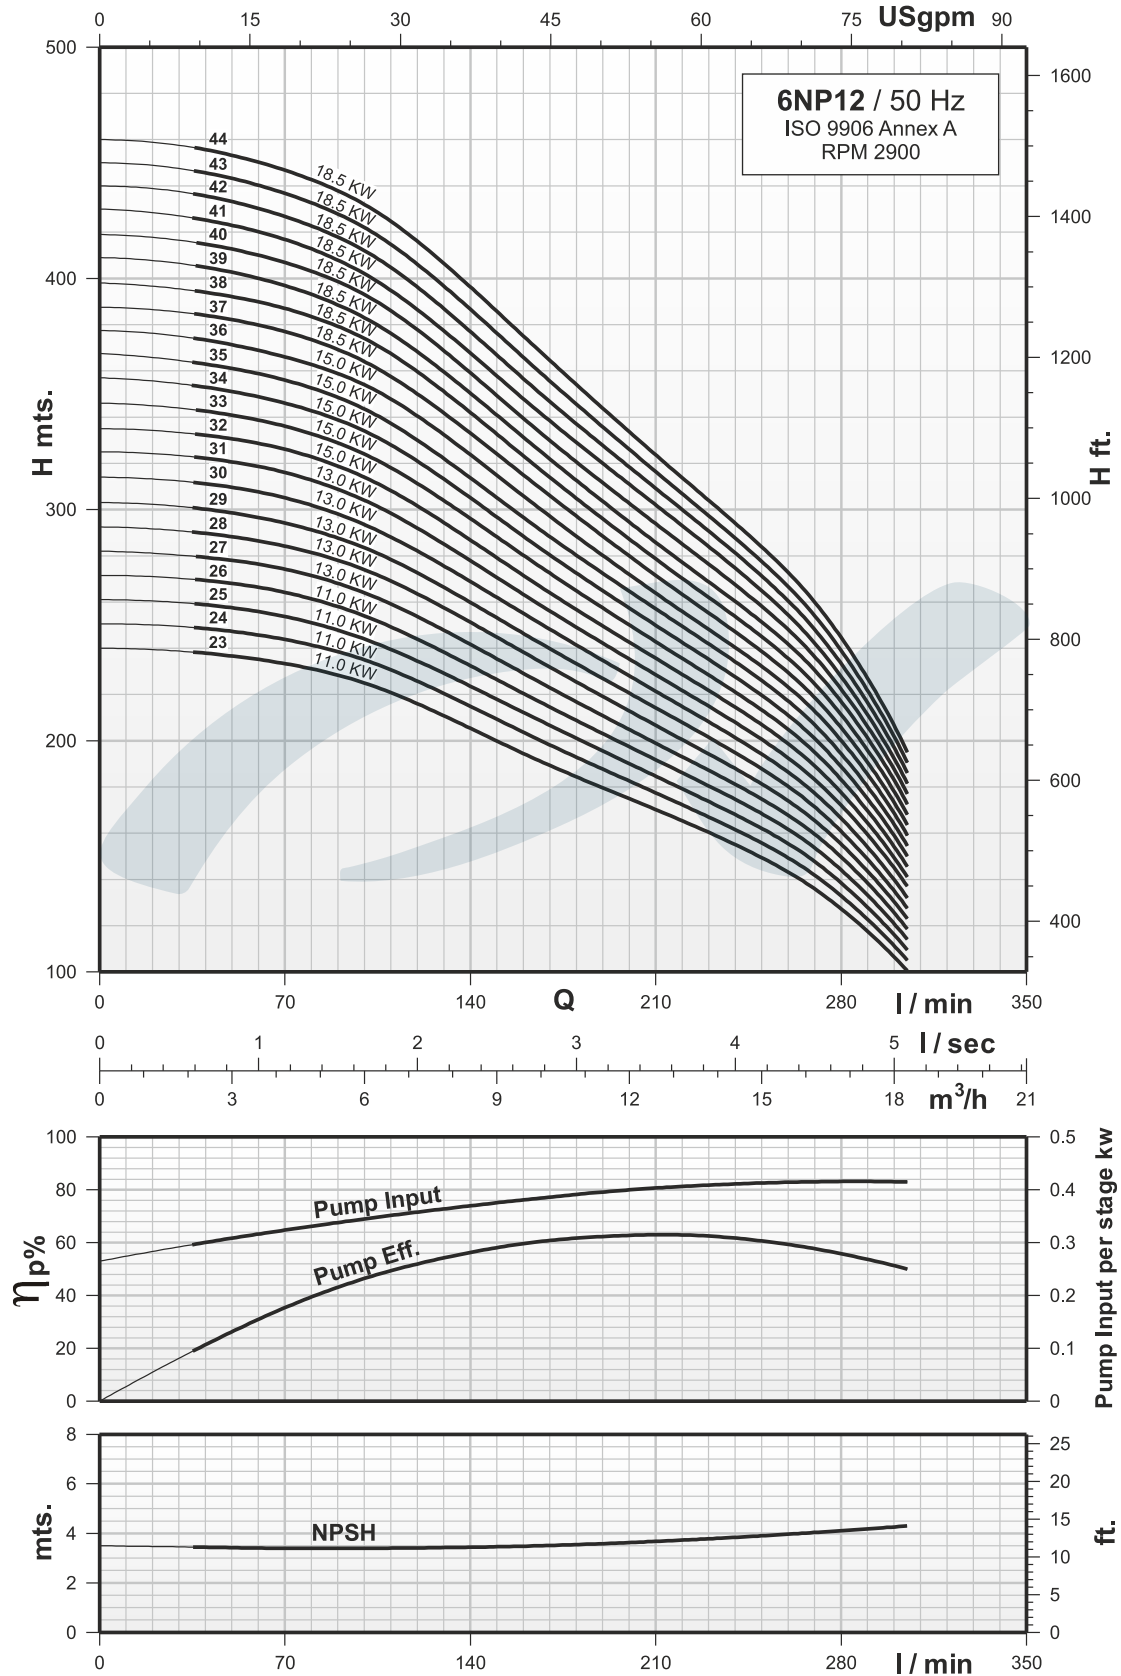 0 15 30 45 60 75 USgpm 90
500
400
300
200
100
H mts.
1600
1400
1200
1000
800
600
400
H ft.
6NP12 / 50 Hz
ISO 9906 Annex A
RPM 2900
44
43
42
41
40
39
38
37
36
35
34
33
32
31
30
29
28
27
26
25
24
23
18.5 KW
18.5 KW
18.5 KW
18.5 KW
18.5 KW
18.5 KW
18.5 KW
18.5 KW
15.0 KW
15.0 KW
15.0 KW
15.0 KW
15.0 KW
13.0 KW
13.0 KW
13.0 KW
13.0 KW
13.0 KW
11.0 KW
11.0 KW
11.0 KW
11.0 KW
0 70 140 Q 210 280 l / min 350
0 1 2 3 4 5 l / sec
0 3 6 9 12 15 18 m³/h 21
100
80
60
40
20
0
ηp%
Pump Input
Pump Eff.
0.5
0.4
0.3
0.2
0.1
0
Pump Input per stage kw
8
6
4
2
0
mts.
NPSH
25
20
15
10
5
0
ft.
0 70 140 210 280 l / min 350